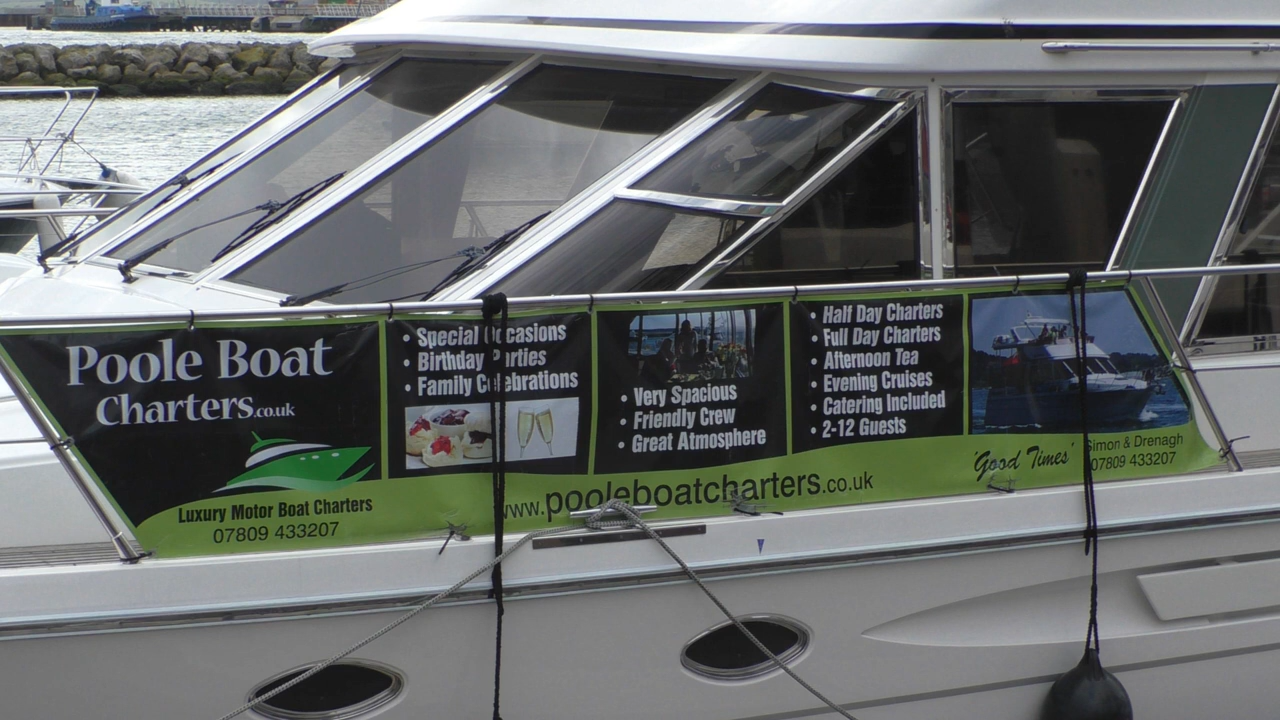 Poole Boat
Charters.co.uk
Luxury Motor Boat Charters
07809 433207
• Special Occasions
• Birthday Parties
• Family Celebrations
• Very Spacious
• Friendly Crew
• Great Atmosphere
• Half Day Charters
• Full Day Charters
• Afternoon Tea
• Evening Cruises
• Catering Included
• 2-12 Guests
www.pooleboatcharters.co.uk
'Good Times'
Simon & Drenagh
07809 433207